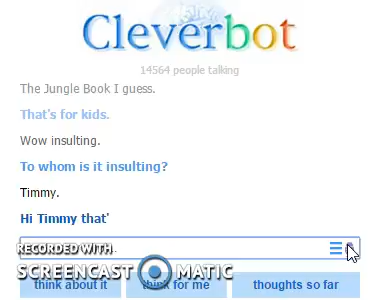 Cleverbot
14564 people talking
The Jungle Book I guess.
That's for kids.
Wow insulting.
To whom is it insulting?
Timmy.
Hi Timmy that'
RECORDED WITH
SCREENCAST MATIC
think about it
think for me
thoughts so far